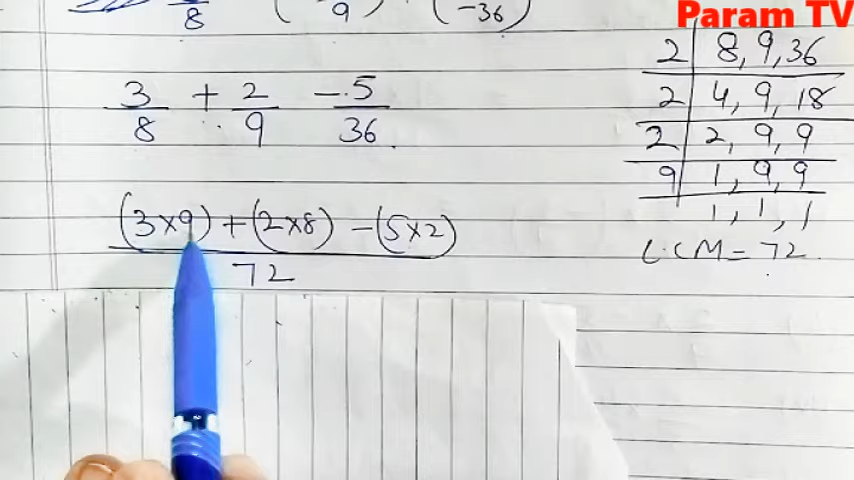 Param TV
8 9 -36
3/8 + 2/9 - 5/36
(3×9) + (2×8) - (5×2)
72
2 | 8, 9, 36
2 | 4, 9, 18
2 | 2, 9, 9
9 | 1, 9, 9
1, 1, 1
L.CM = 72